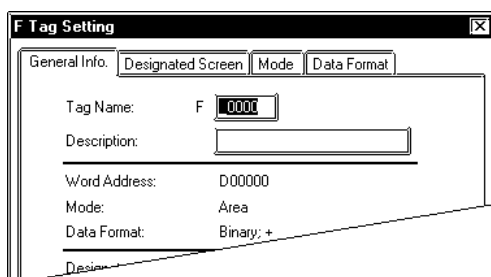 F Tag Setting
General Info. Designated Screen Mode Data Format
Tag Name: F 0000
Description:
Word Address: D00000
Mode: Area
Data Format: Binary; +